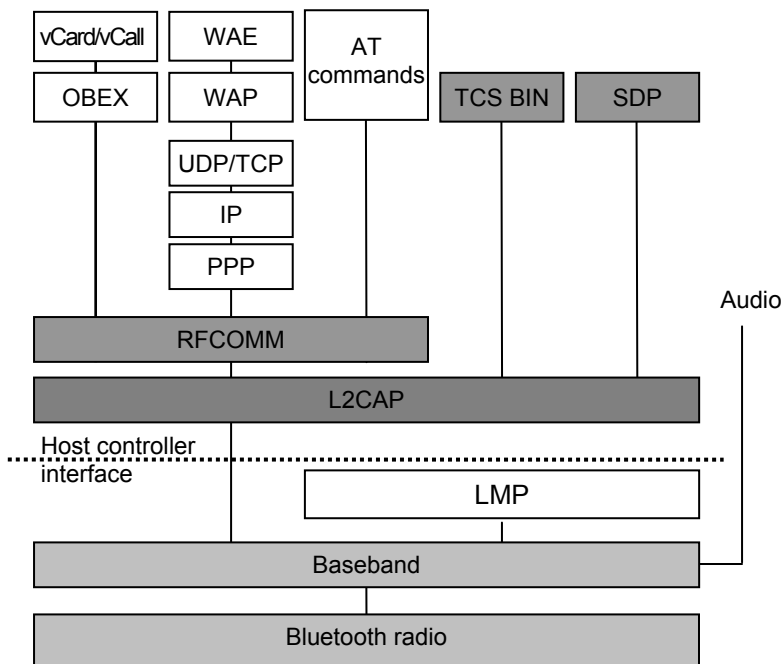 vCard/vCall
WAE
AT
commands
OBEX
WAP
TCS BIN
SDP
UDP/TCP
IP
PPP
Audio
RFCOMM
L2CAP
Host controller
interface
LMP
Baseband
Bluetooth radio